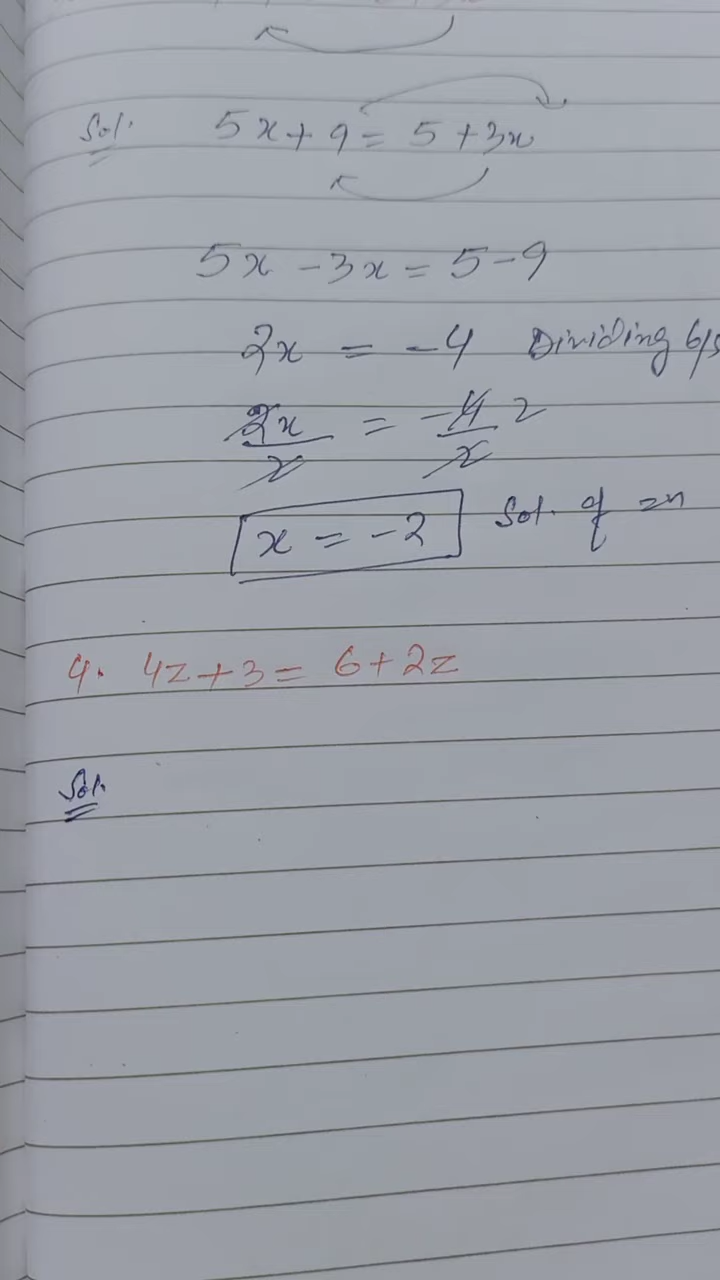 Sol. 5x+9 = 5+3x
5x -3x = 5-9
2x = -4 Dividing b/s
2x/2 = -4/2 2
x = -2 Sol. of
4. 4z+3 = 6+2z
Sol.